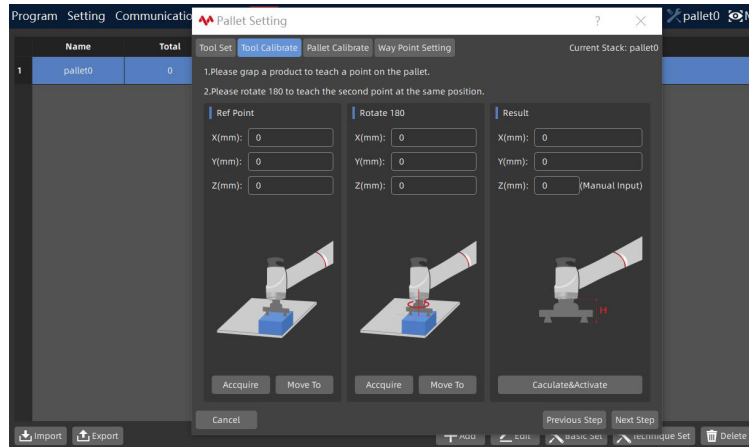 Program Setting Communicatio
pallet0
Pallet Setting
Name Total
Tool Set Tool Calibrate Pallet Calibrate Way Point Setting Current Stack: pallet0
1 pallet0 0
1.Please grap a product to teach a point on the pallet.
2.Please rotate 180 to teach the second point at the same position.
Ref Point Rotate 180 Result
X(mm): 0 X(mm): 0 X(mm): 0
Y(mm): 0 Y(mm): 0 Y(mm): 0
Z(mm): 0 Z(mm): 0 Z(mm): 0 (Manual Input)
H
Accquire Move To Accquire Move To Caculate&Activate
Cancel Previous Step Next Step
Import Export Add Edit Basic Set Technique Set Delete